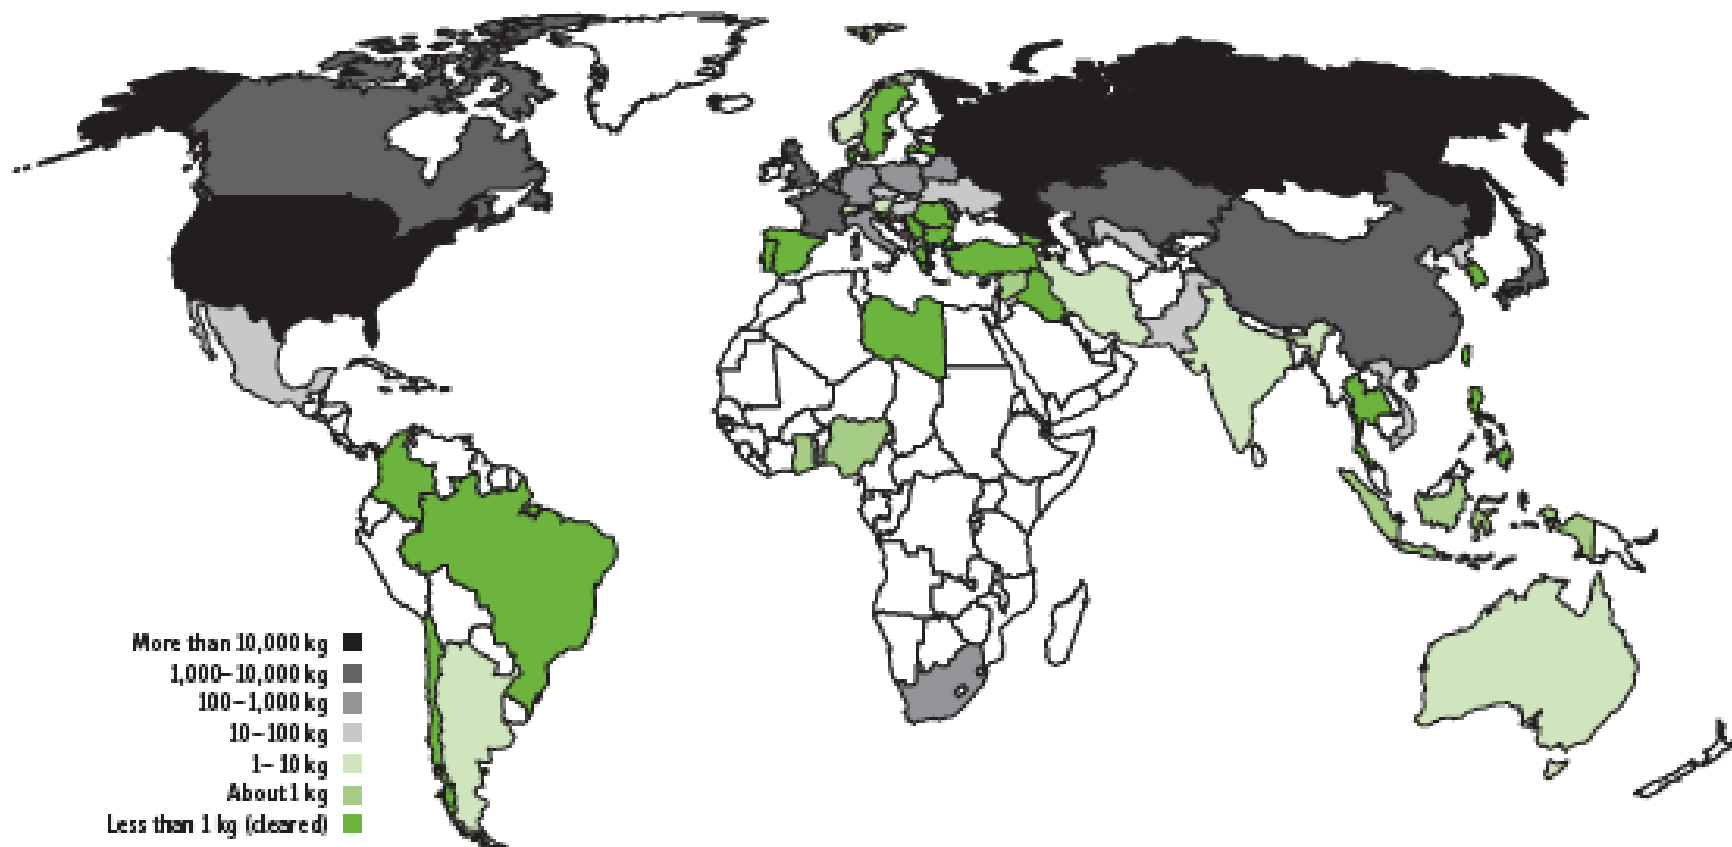 More than 10,000 kg
1,000–10,000 kg
100–1,000 kg
10–100 kg
1–10 kg
About 1 kg
Less than 1 kg (cleared)